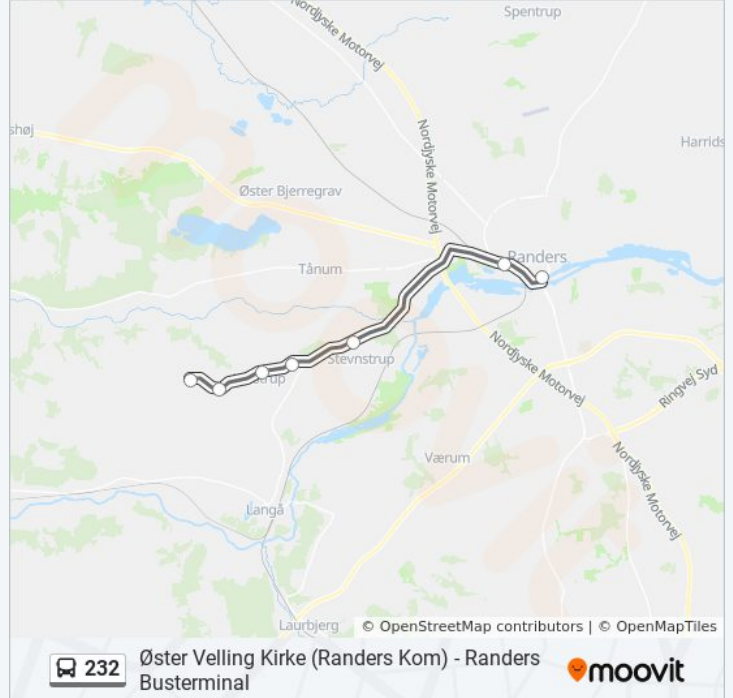 Spentrup
Nordjyske Motorvej
shøj
Nordjyske Motorvej
Harrids
Øster Bjerregrav
Randers
Tånum
Stevnstrup
Nordjyske Motorvej
strup
Ringvej Syd
Værum
Nordjyske Motorvej
Langå
Laurbjerg
© OpenStreetMap contributors | © OpenMapTiles
232
Øster Velling Kirke (Randers Kom) - Randers
Busterminal
moovit